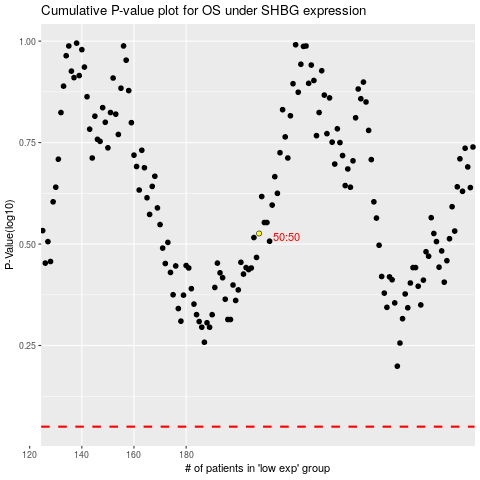 Cumulative P-value plot for OS under SHBG expression
P-Value(log10)
1.00
0.75
0.50
0.25
50:50
120 140 160 180
# of patients in 'low exp' group